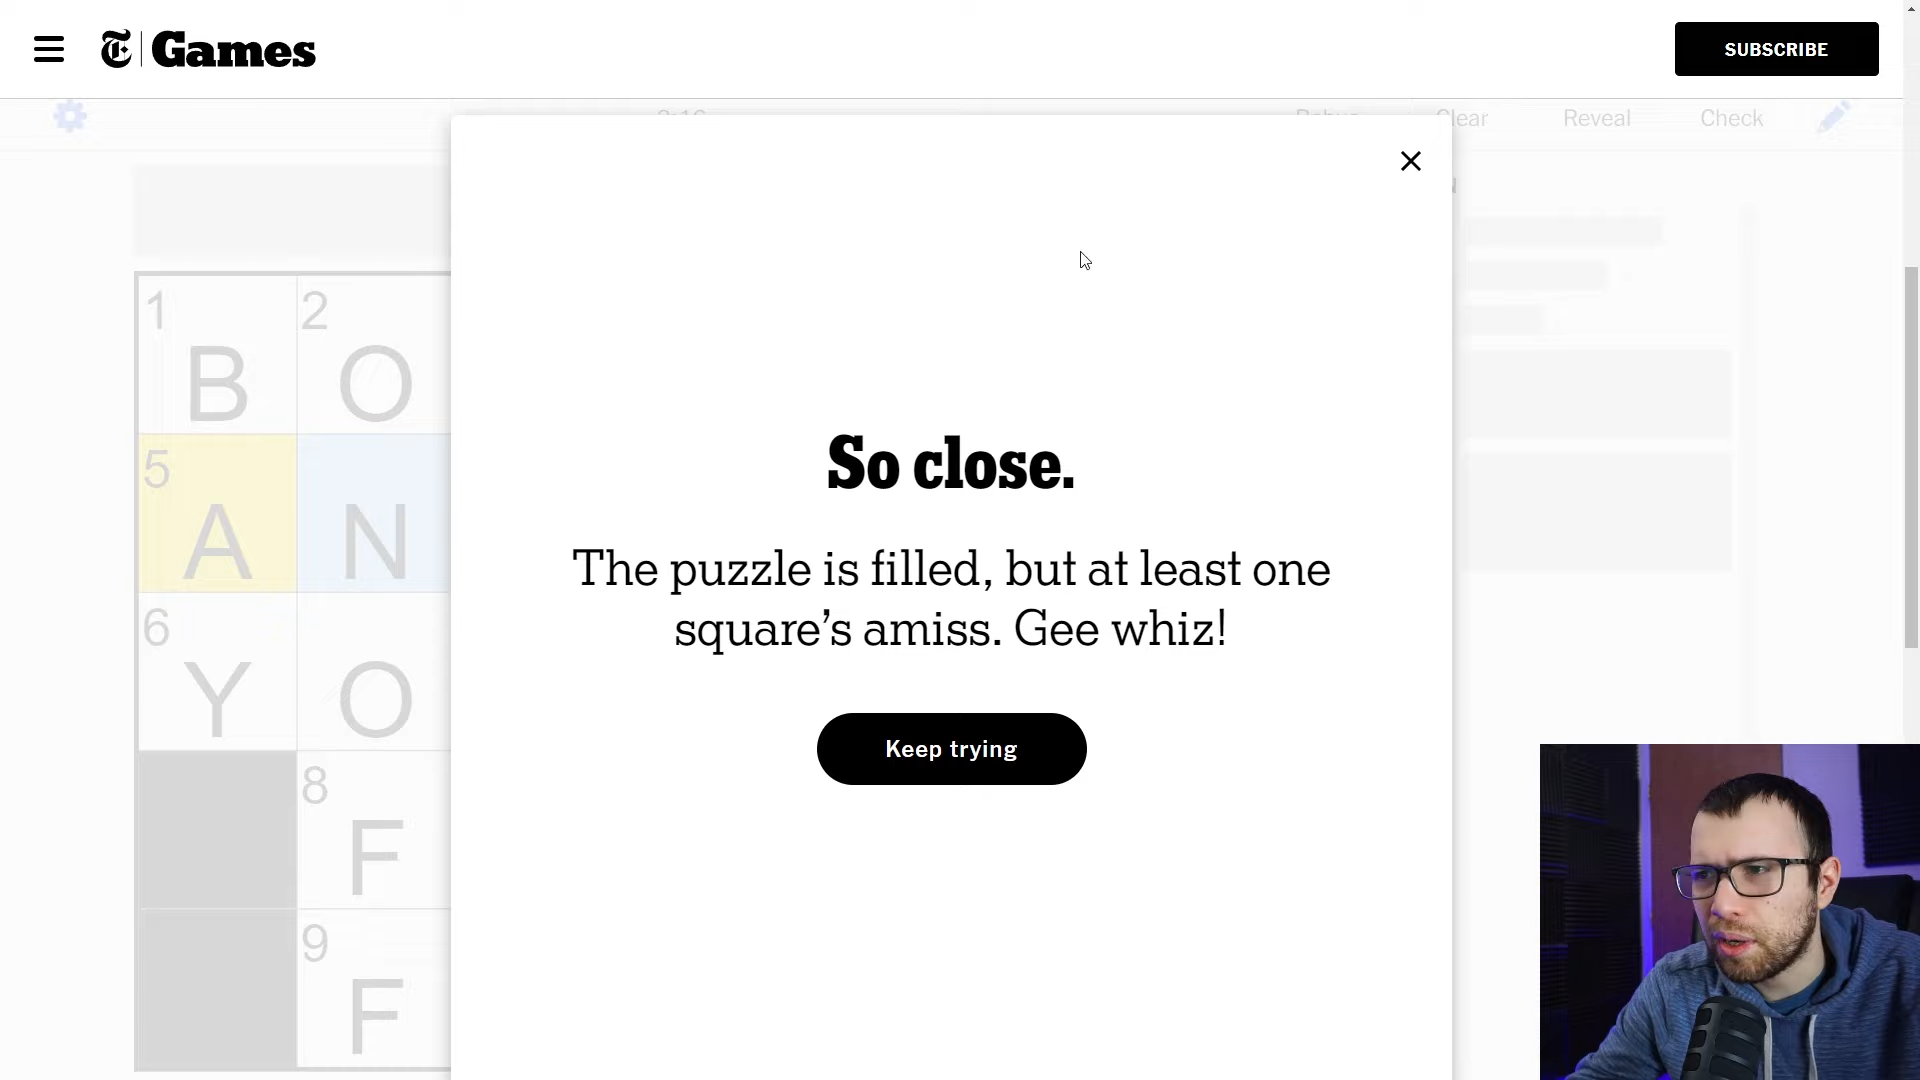 Games
SUBSCRIBE
Clear
Reveal
Check
So close.
The puzzle is filled, but at least one
square’s amiss. Gee whiz!
Keep trying
1 2
B O
5
A N
6
Y O
8
F
9
F